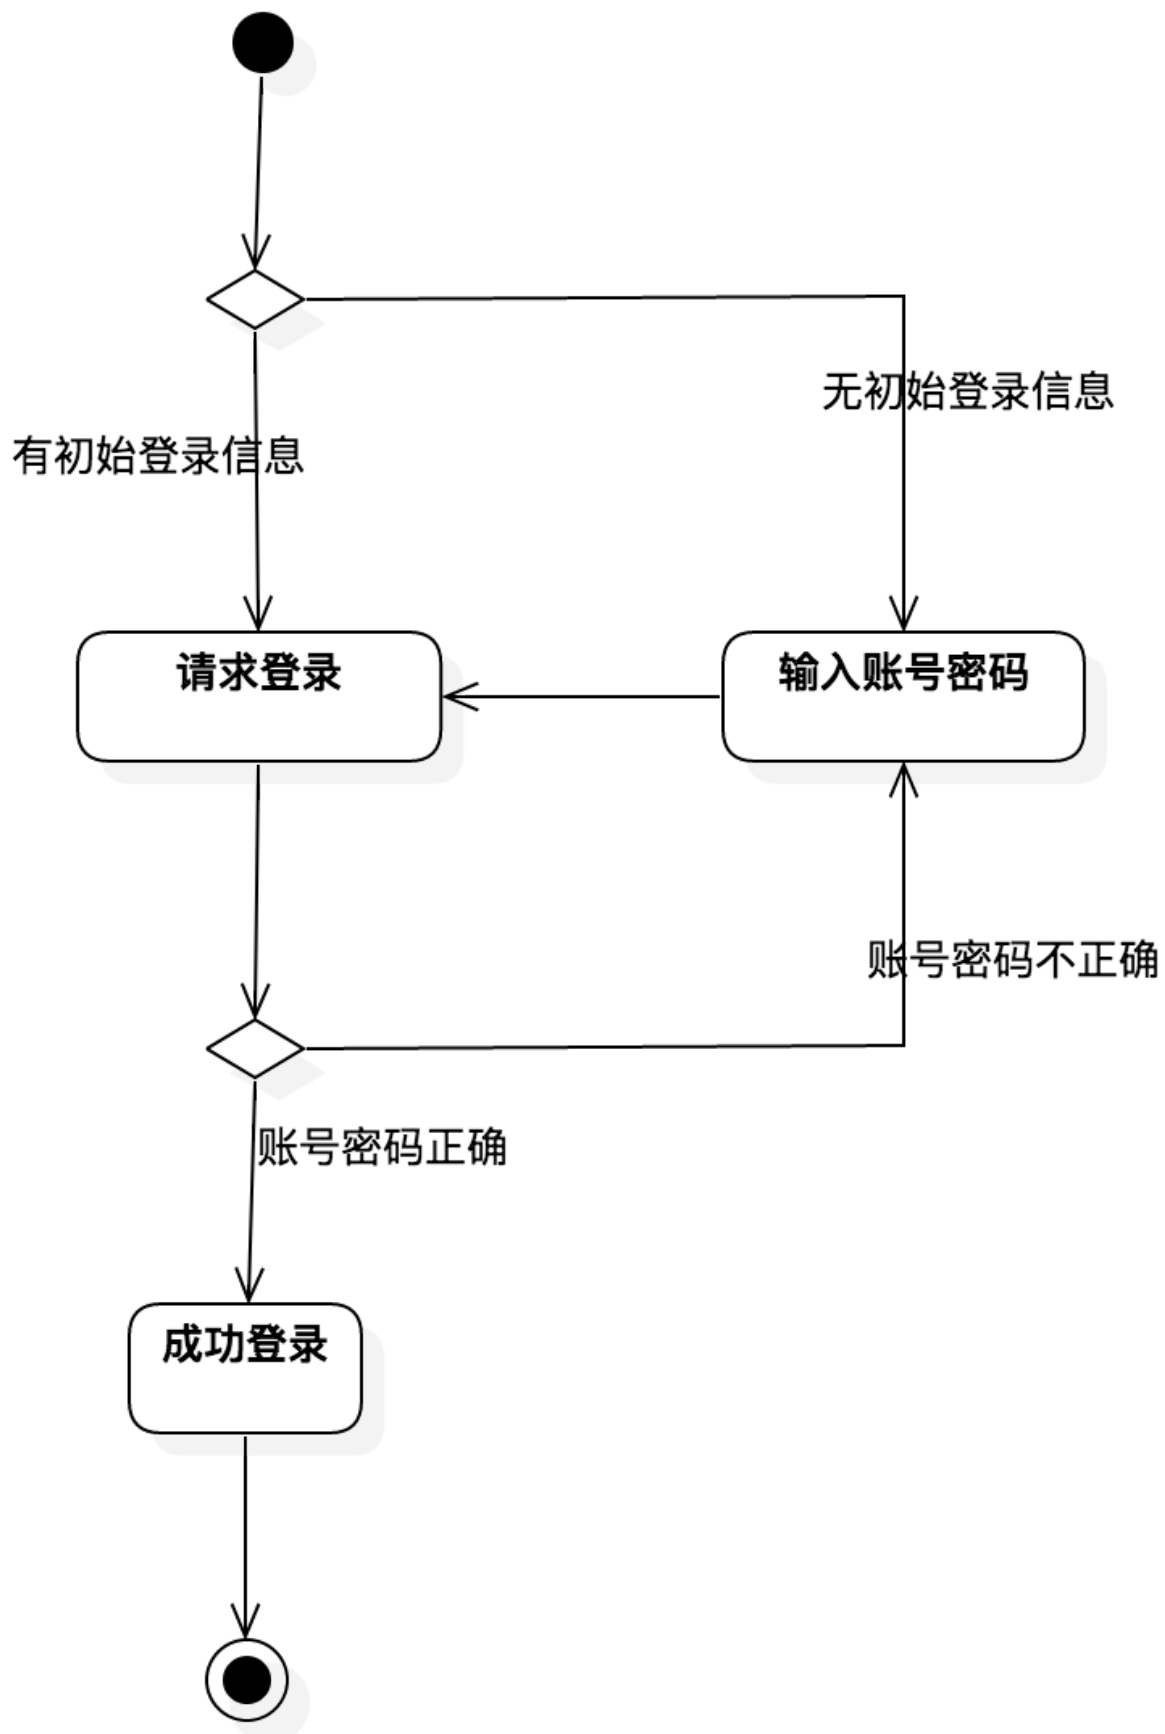 无初始登录信息
有初始登录信息
请求登录
输入账号密码
账号密码不正确
账号密码正确
成功登录